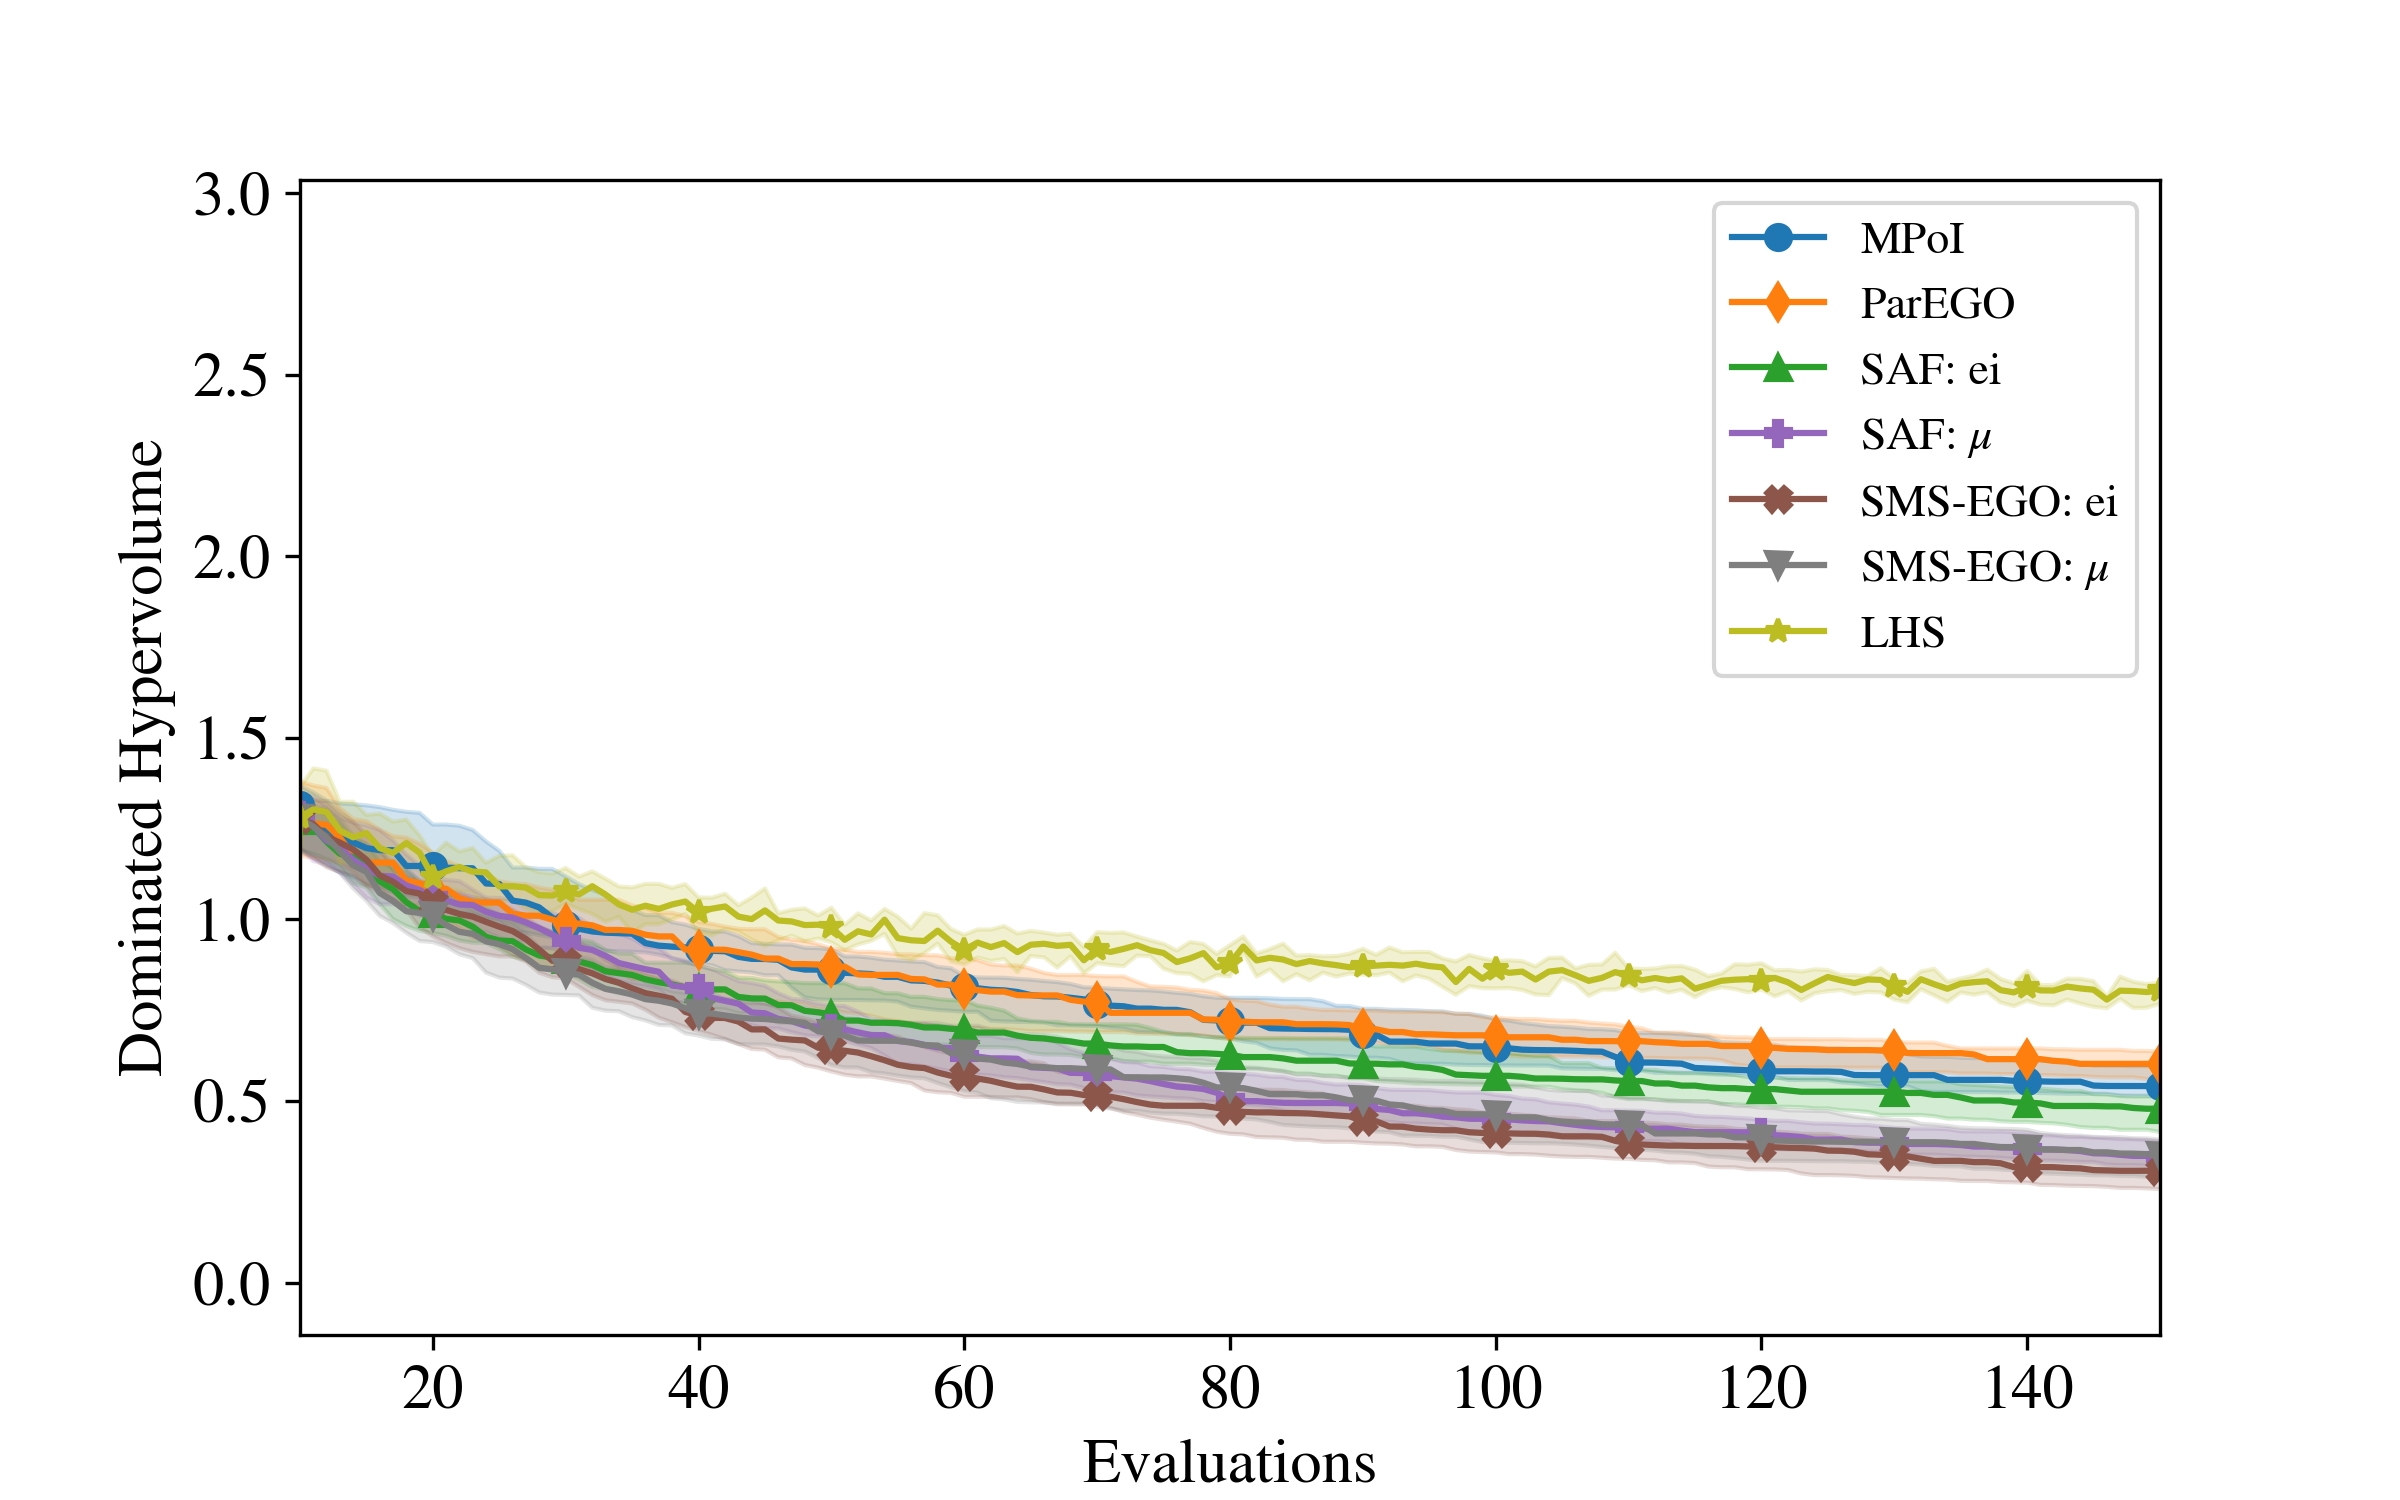 3.0
2.5
2.0
1.5
1.0
0.5
0.0
Dominated Hypervolume
MPoI
ParEGO
SAF: ei
SAF: μ
SMS-EGO: ei
SMS-EGO: μ
LHS
20 40 60 80 100 120 140
Evaluations